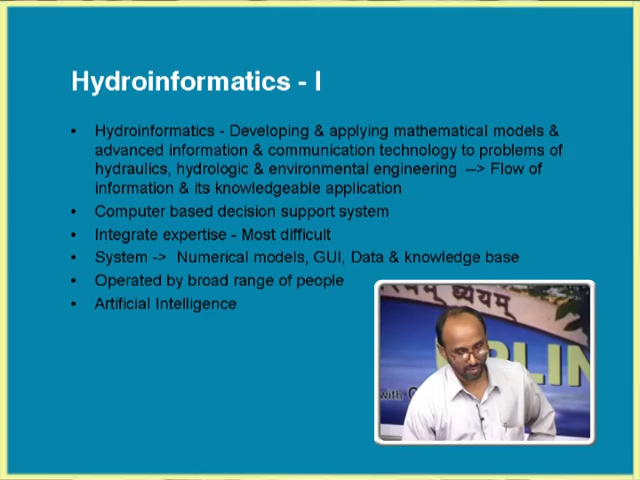 Hydroinformatics - I
• Hydroinformatics - Developing & applying mathematical models &
advanced information & communication technology to problems of
hydraulics, hydrologic & environmental engineering --> Flow of
information & its knowledgeable application
• Computer based decision support system
• Integrate expertise - Most difficult
• System -> Numerical models, GUI, Data & knowledge base
• Operated by broad range of people
• Artificial Intelligence
ध्येयम्
with,